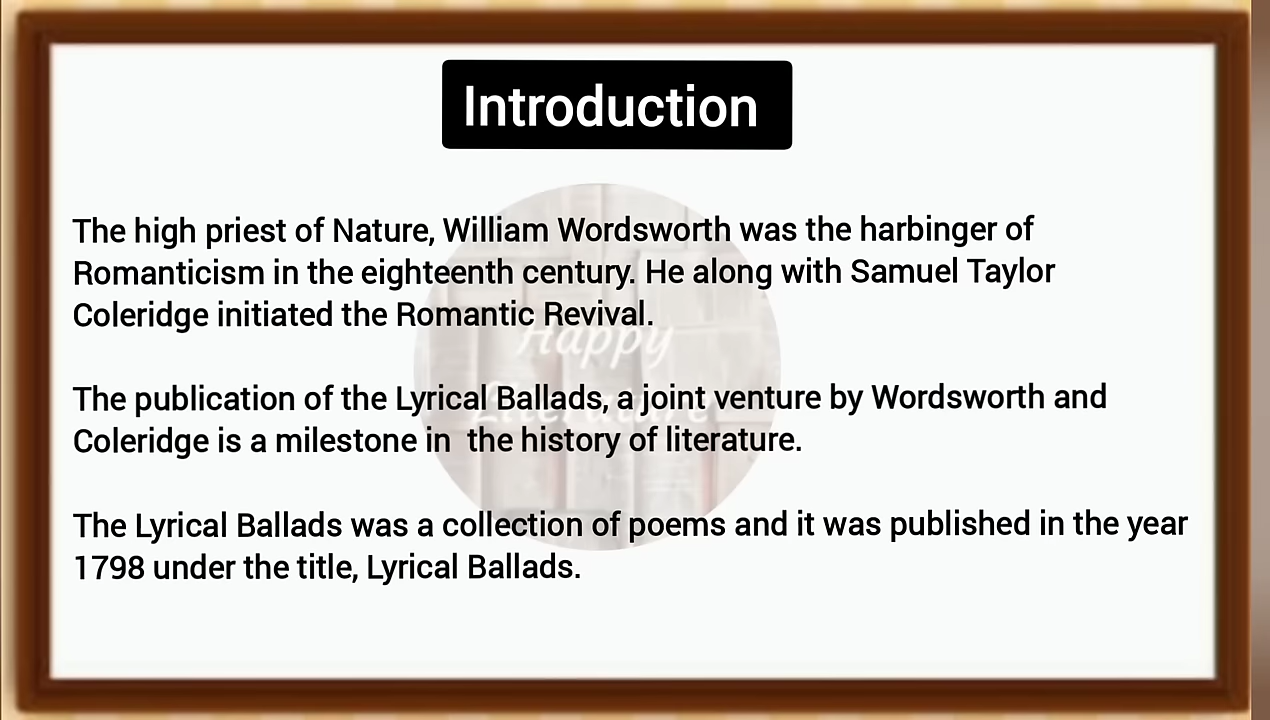 Introduction
The high priest of Nature, William Wordsworth was the harbinger of
Romanticism in the eighteenth century. He along with Samuel Taylor
Coleridge initiated the Romantic Revival.
Happy
Literature
The publication of the Lyrical Ballads, a joint venture by Wordsworth and
Coleridge is a milestone in  the history of literature.
The Lyrical Ballads was a collection of poems and it was published in the year
1798 under the title, Lyrical Ballads.